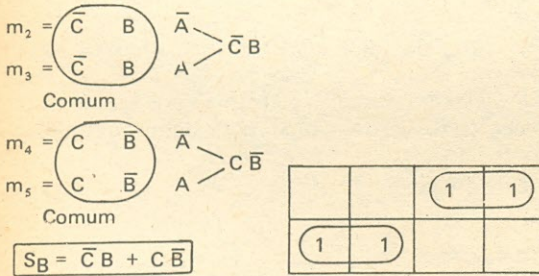 m₂ = C̅ B A̅
C̅ B
m₃ = C̅ B A
Comum
m₄ = C B̅ A̅
C B̅
m₅ = C B̅ A
Comum
1 1
1 1
S_B = C̅ B + C B̅